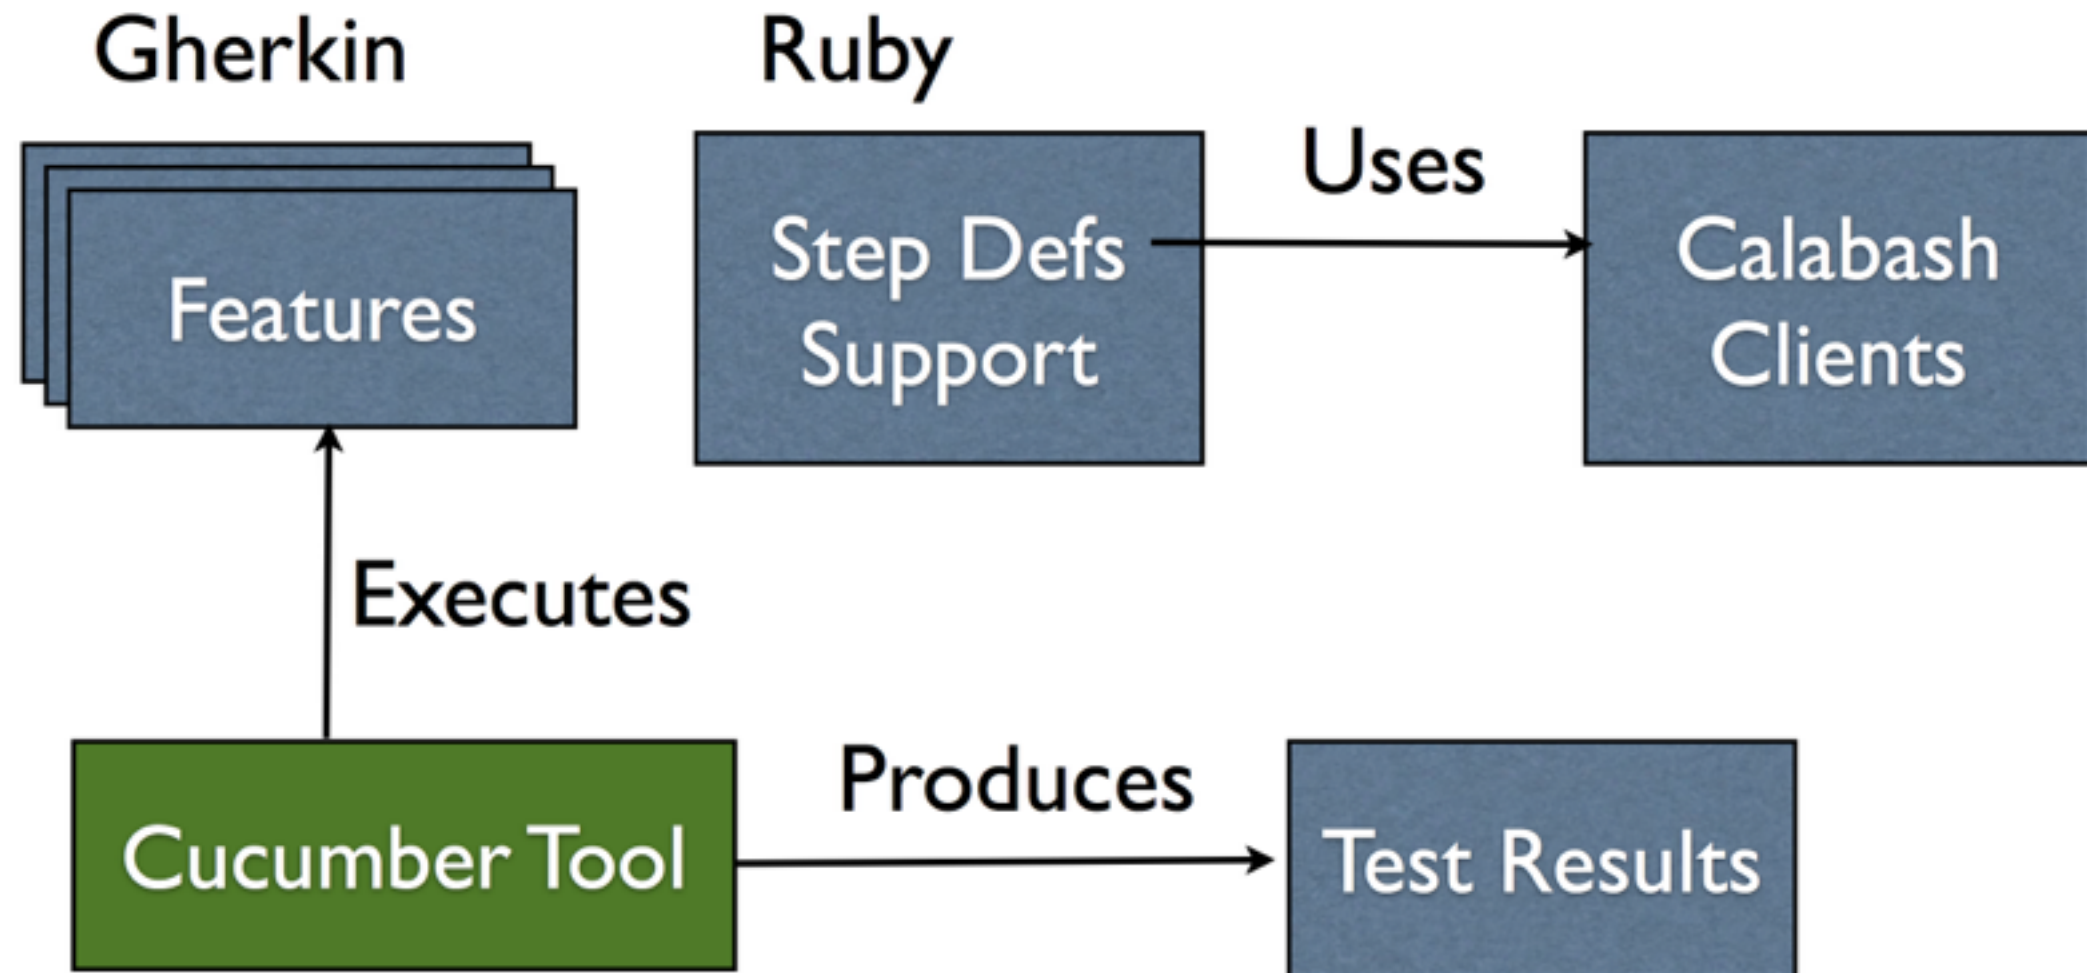 Gherkin
Ruby
Uses
Step Defs
Support
Calabash
Clients
Features
Executes
Produces
Cucumber Tool
Test Results